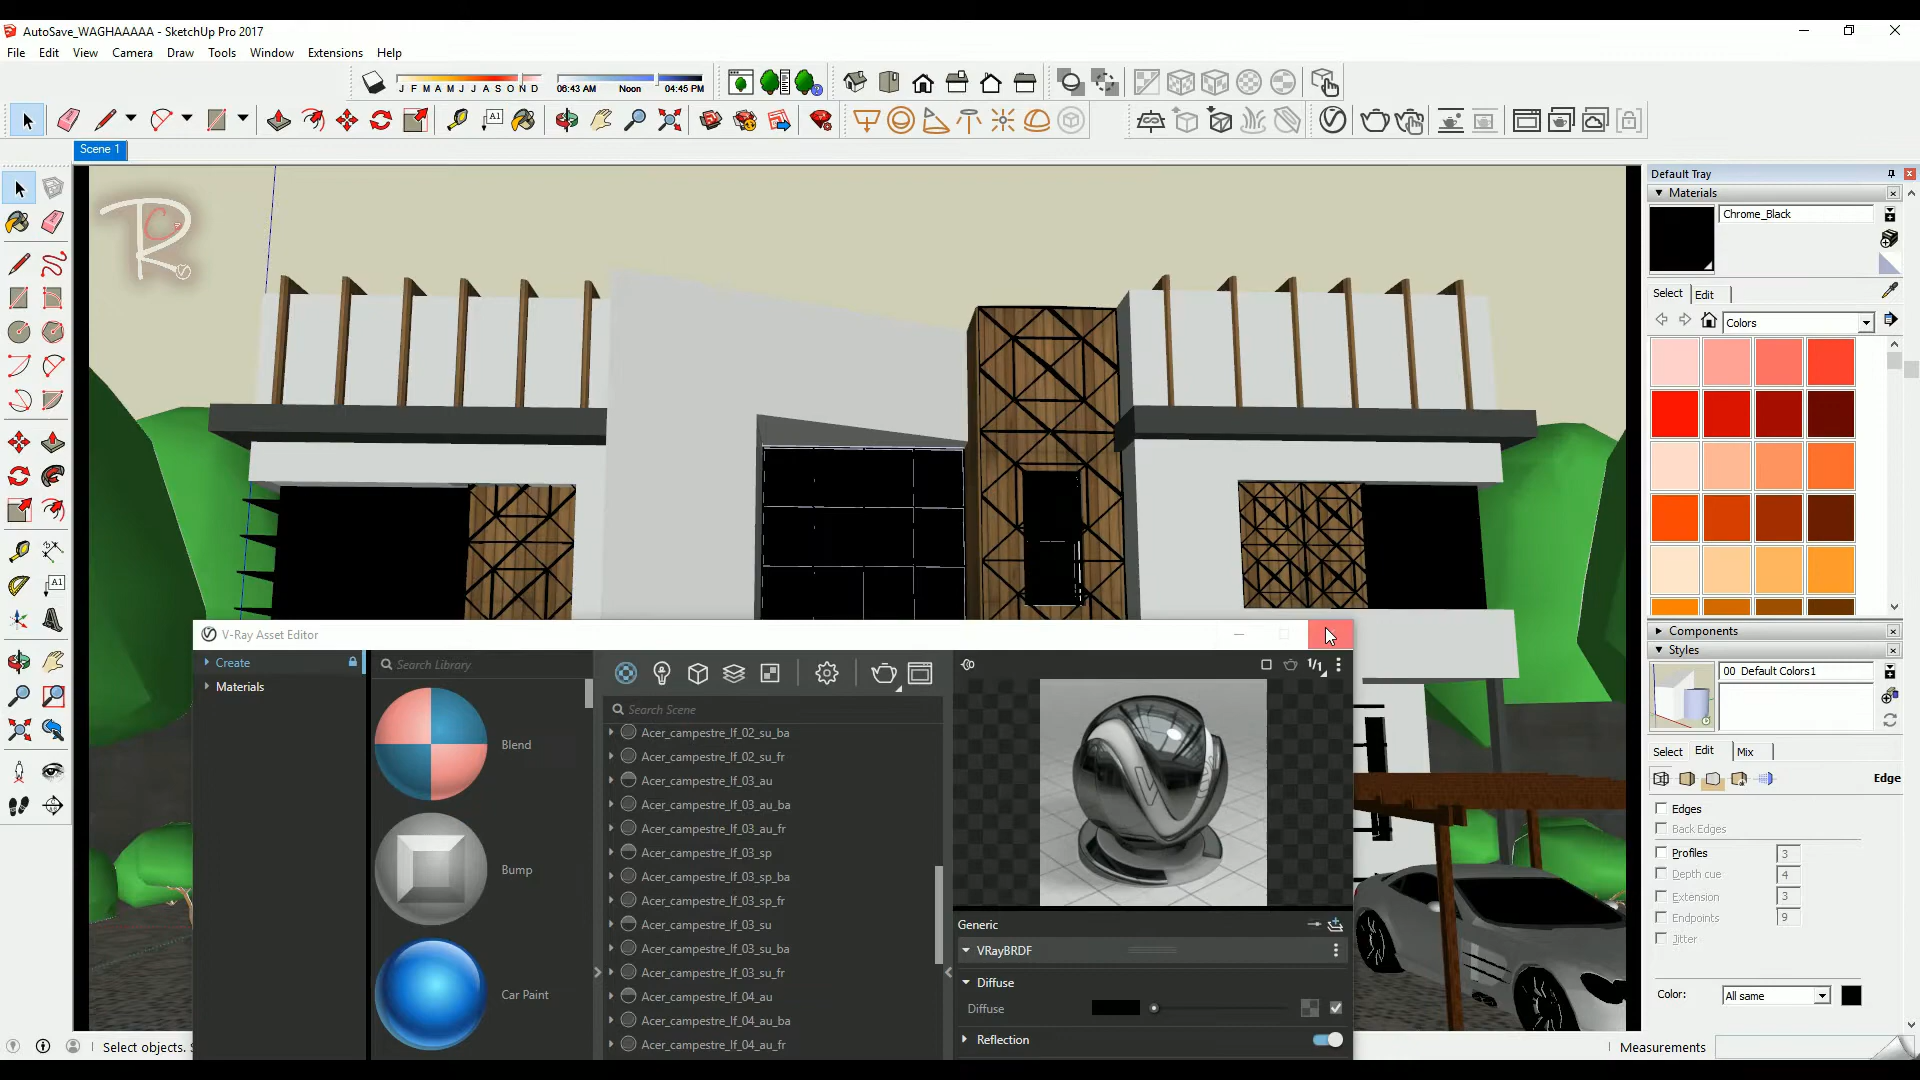 AutoSave_WAGHAAAAA - SketchUp Pro 2017
File Edit View Camera Draw Tools Window Extensions Help
J F M A M J J A S O N D
06:43 AM Noon 04:45 PM
A1
Scene 1
Default Tray
Materials
Chrome_Black
Select Edit
Colors
A1
Components
Styles
00 Default Colors1
Select Edit Mix
Edge
Edges
Back Edges
Profiles 3
Depth cue 4
Extension 3
Endpoints 9
Jitter
Color: All same
V-Ray Asset Editor
Create
Materials
Search Library
Blend
Bump
Car Paint
Search Scene
Acer_campestre_lf_02_su_ba
Acer_campestre_lf_02_su_fr
Acer_campestre_lf_03_au
Acer_campestre_lf_03_au_ba
Acer_campestre_lf_03_au_fr
Acer_campestre_lf_03_sp
Acer_campestre_lf_03_sp_ba
Acer_campestre_lf_03_sp_fr
Acer_campestre_lf_03_su
Acer_campestre_lf_03_su_ba
Acer_campestre_lf_03_su_fr
Acer_campestre_lf_04_au
Acer_campestre_lf_04_au_ba
Acer_campestre_lf_04_au_fr
1/1
Generic
VRayBRDF
Diffuse
Diffuse
Reflection
Select objects.
Measurements